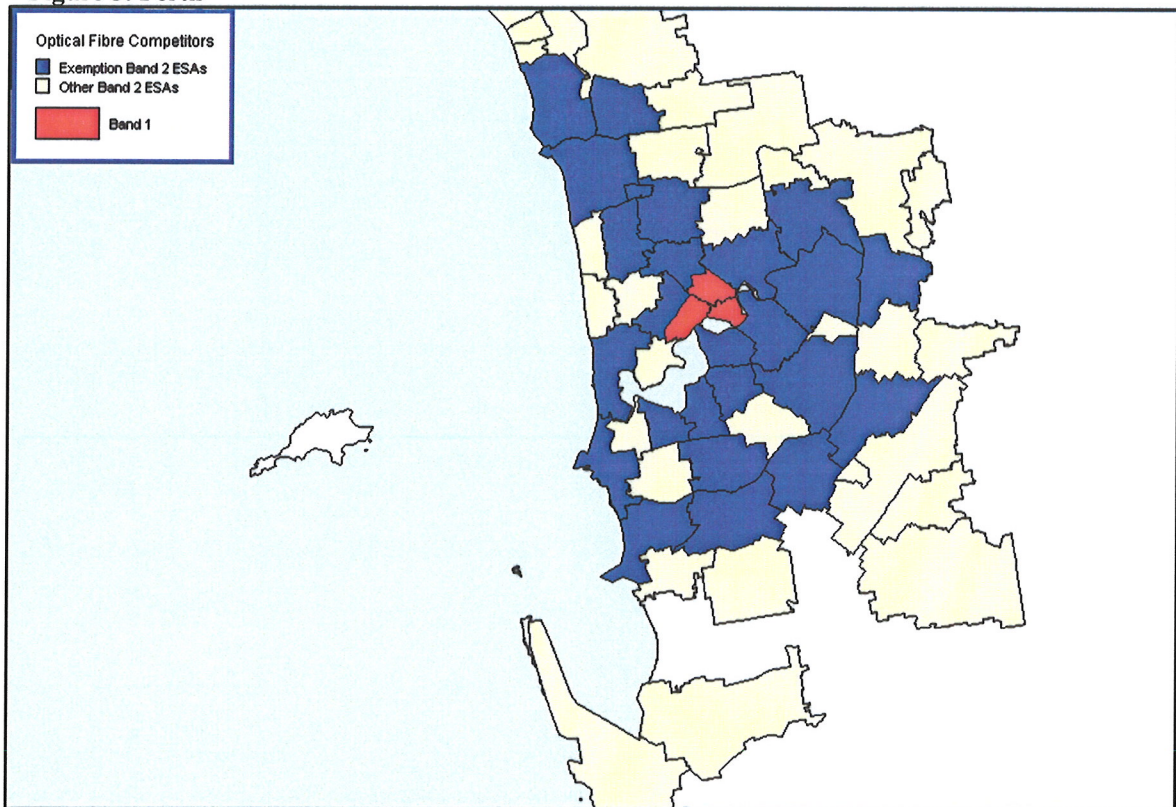 Optical Fibre Competitors
Exemption Band 2 ESAs
Other Band 2 ESAs
Band 1